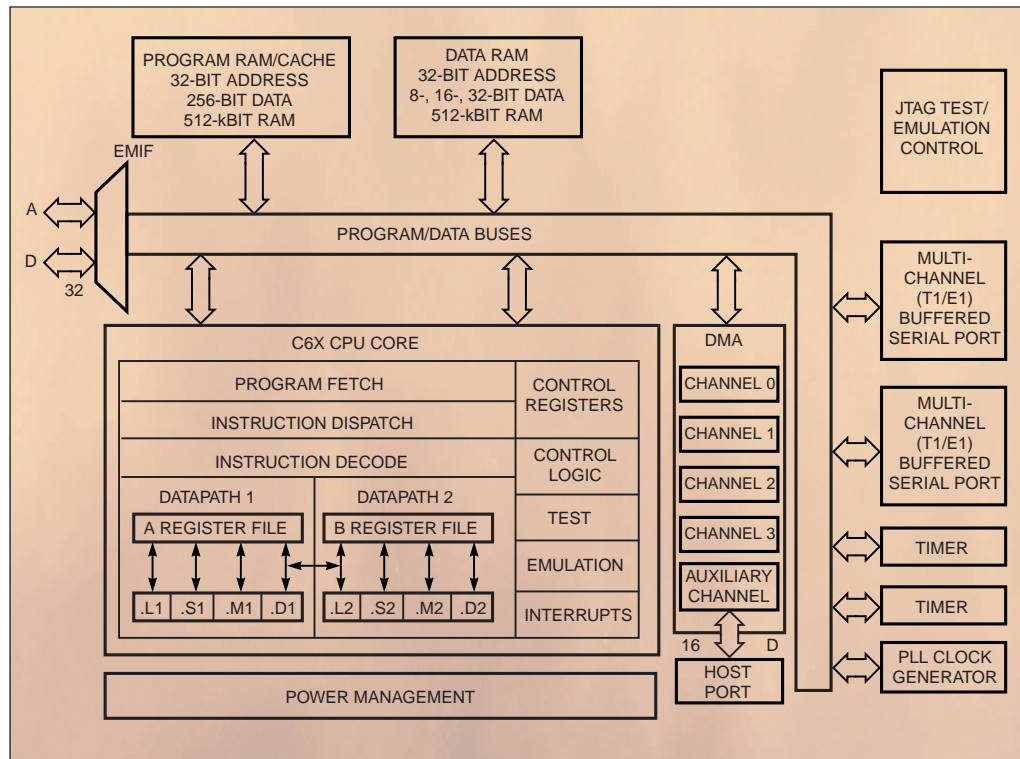 PROGRAM RAM/CACHE
32-BIT ADDRESS
256-BIT DATA
512-kBIT RAM
DATA RAM
32-BIT ADDRESS
8-, 16-, 32-BIT DATA
512-kBIT RAM
JTAG TEST/
EMULATION
CONTROL
EMIF
A
D
32
PROGRAM/DATA BUSES
MULTI-
CHANNEL
(T1/E1)
BUFFERED
SERIAL PORT
C6X CPU CORE
PROGRAM FETCH
INSTRUCTION DISPATCH
INSTRUCTION DECODE
DATAPATH 1
DATAPATH 2
A REGISTER FILE
B REGISTER FILE
.L1 .S1 .M1 .D1
.L2 .S2 .M2 .D2
CONTROL
REGISTERS
CONTROL
LOGIC
TEST
EMULATION
INTERRUPTS
DMA
CHANNEL 0
CHANNEL 1
CHANNEL 2
CHANNEL 3
AUXILIARY
CHANNEL
16 D
HOST
PORT
MULTI-
CHANNEL
(T1/E1)
BUFFERED
SERIAL PORT
TIMER
TIMER
PLL CLOCK
GENERATOR
POWER MANAGEMENT